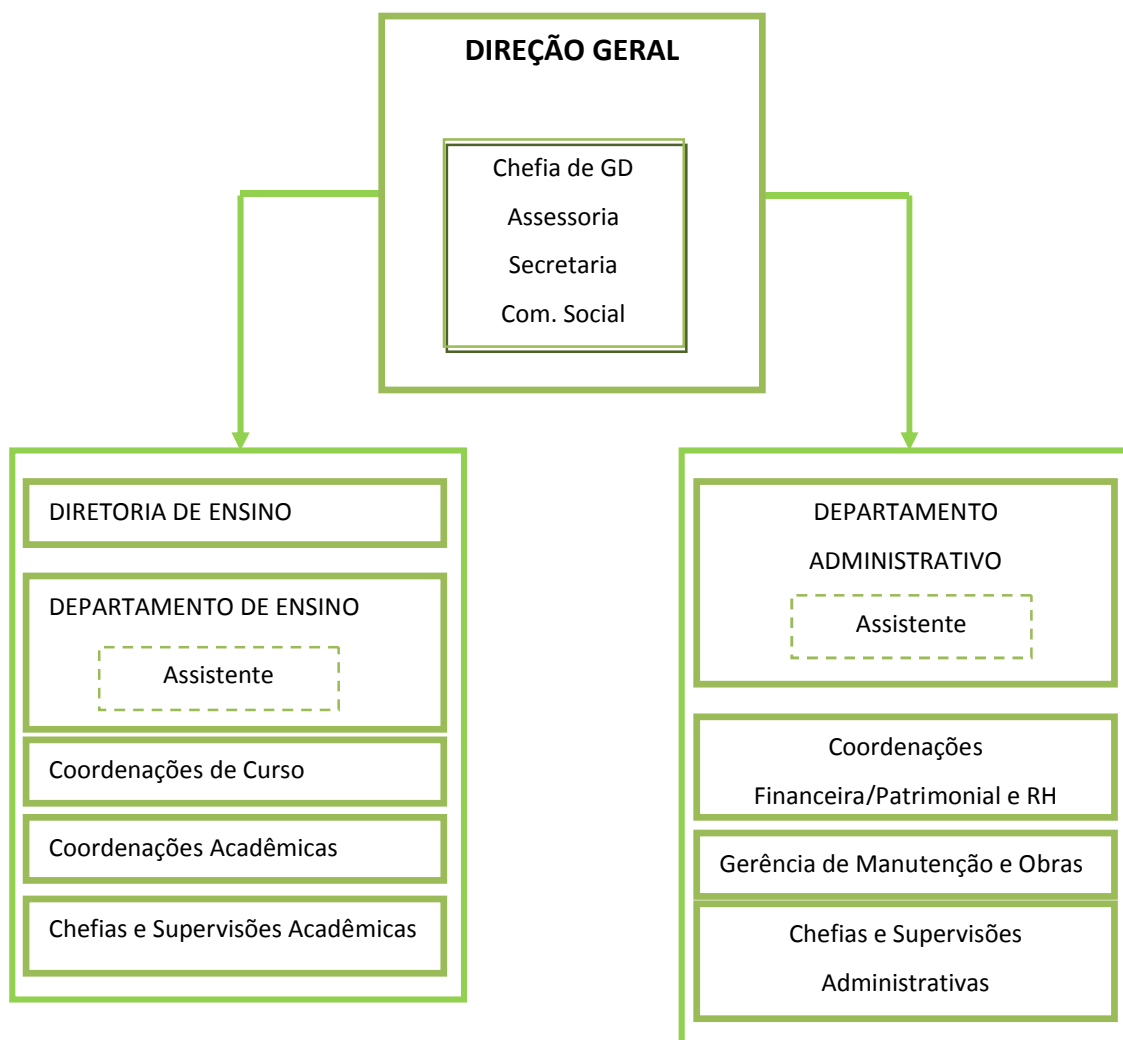 DIREÇÃO GERAL
Chefia de GD
Assessoria
Secretaria
Com. Social
DIRETORIA DE ENSINO
DEPARTAMENTO DE ENSINO
Assistente
Coordenações de Curso
Coordenações Acadêmicas
Chefias e Supervisões Acadêmicas
DEPARTAMENTO
ADMINISTRATIVO
Assistente
Coordenações
Financeira/Patrimonial e RH
Gerência de Manutenção e Obras
Chefias e Supervisões
Administrativas